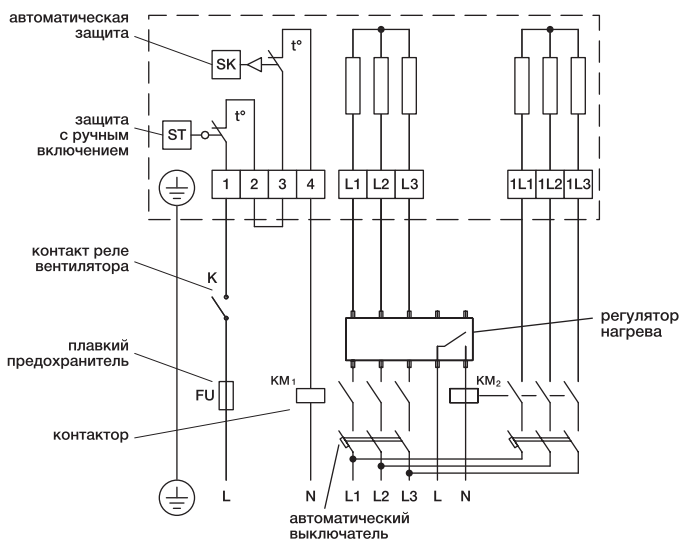 автоматическая
защита
SK
t°
защита
с ручным
включением
ST
t°
1 2 3 4 L1 L2 L3 1L1 1L2 1L3
контакт реле
вентилятора
K
регулятор
нагрева
плавкий
предохранитель
FU
KM1
KM2
контактор
L N L1 L2 L3 L N
автоматический
выключатель